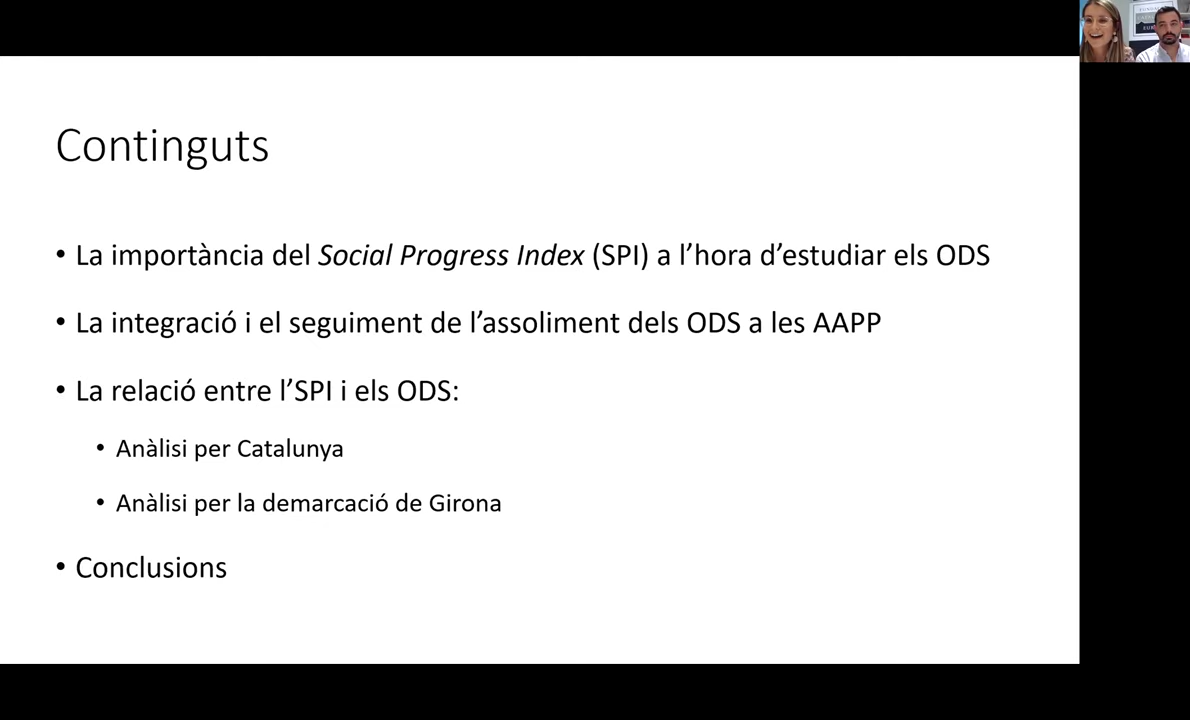 Continguts
• La importància del Social Progress Index (SPI) a l’hora d’estudiar els ODS
• La integració i el seguiment de l’assoliment dels ODS a les AAPP
• La relació entre l’SPI i els ODS:
• Anàlisi per Catalunya
• Anàlisi per la demarcació de Girona
• Conclusions